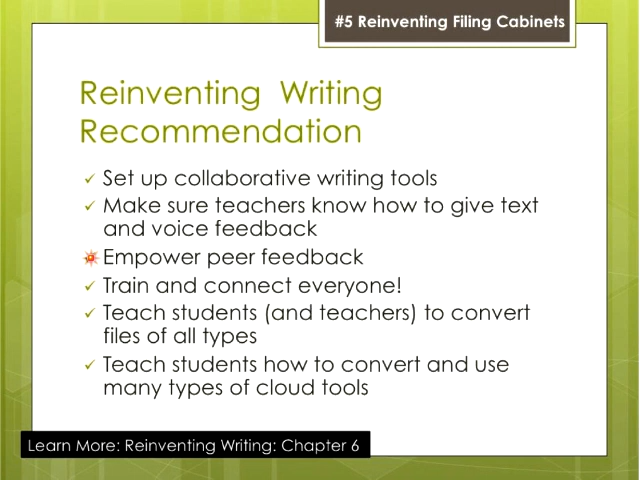 #5 Reinventing Filing Cabinets
Reinventing Writing
Recommendation
Set up collaborative writing tools
Make sure teachers know how to give text
and voice feedback
Empower peer feedback
Train and connect everyone!
Teach students (and teachers) to convert
files of all types
Teach students how to convert and use
many types of cloud tools
Learn More: Reinventing Writing: Chapter 6